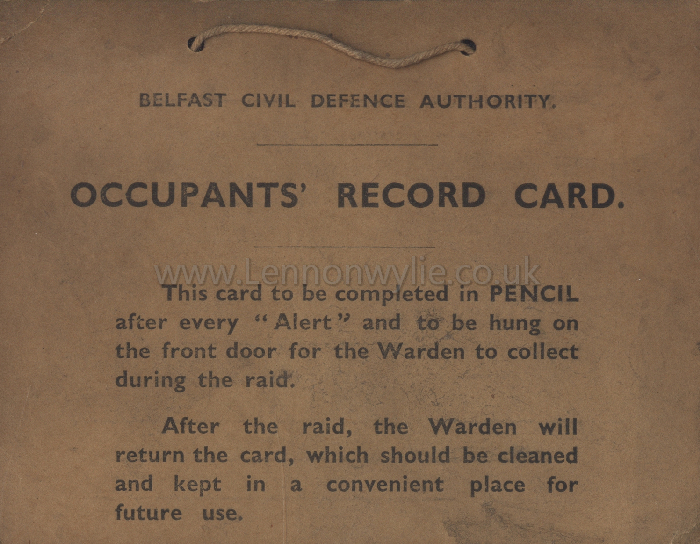 BELFAST CIVIL DEFENCE AUTHORITY.
OCCUPANTS' RECORD CARD.
www.Lennonwylie.co.uk
This card to be completed in PENCIL
after every "Alert" and to be hung on
the front door for the Warden to collect
during the raid.
After the raid, the Warden will
return the card, which should be cleaned
and kept in a convenient place for
future use.